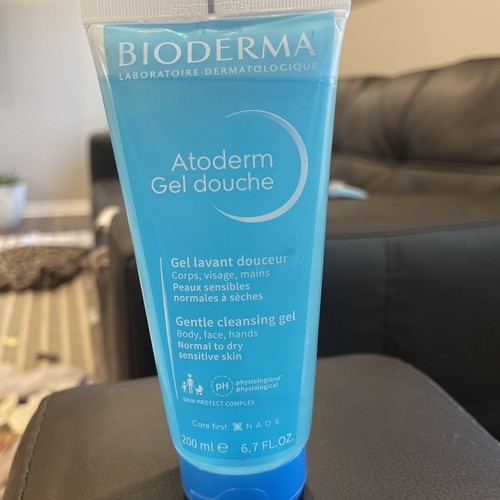 BIODERMA
LABORATOIRE DERMATOLOGIQUE
Atoderm
Gel douche
Gel lavant douceur
Corps, visage, mains
Peaux sensibles
normales à sèches
Gentle cleansing gel
Body, face, hands
Normal to dry
sensitive skin
pH physiologique
physiological
SKIN PROTECT COMPLEX
Care first NAOS
200 ml e 6.7 FL.OZ.